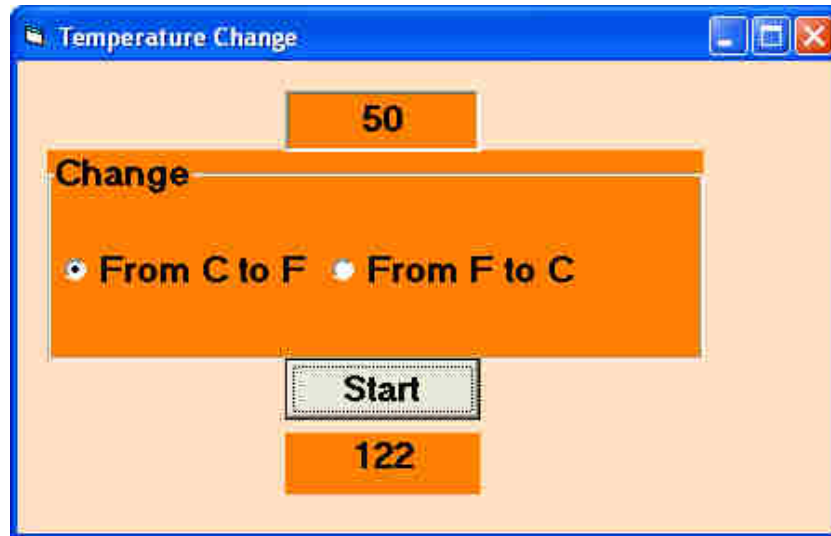 Temperature Change
50
Change
From C to F From F to C
Start
122